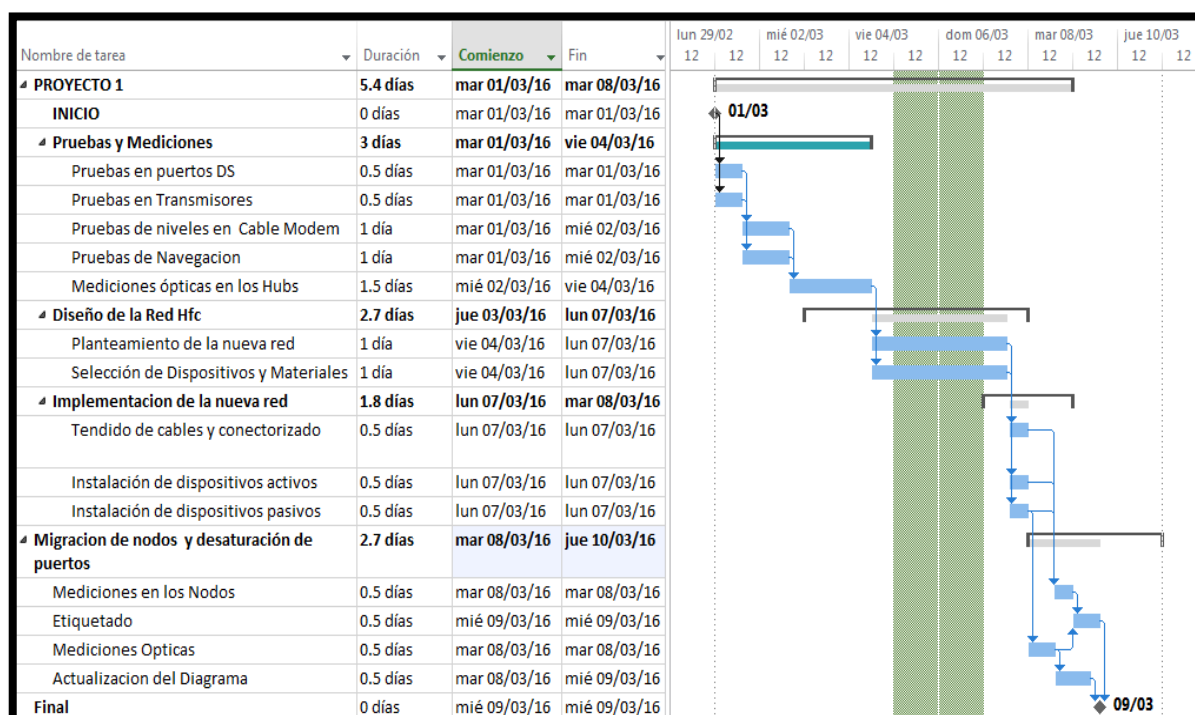 lun 29/02 mié 02/03 vie 04/03 dom 06/03 mar 08/03 jue 10/03
Nombre de tarea Duración Comienzo Fin 12 12 12 12 12 12 12 12 12 12 12 12
PROYECTO 1 5.4 días mar 01/03/16 mar 08/03/16
INICIO 0 días mar 01/03/16 mar 01/03/16 01/03
Pruebas y Mediciones 3 días mar 01/03/16 vie 04/03/16
Pruebas en puertos DS 0.5 días mar 01/03/16 mar 01/03/16
Pruebas en Transmisores 0.5 días mar 01/03/16 mar 01/03/16
Pruebas de niveles en Cable Modem 1 día mar 01/03/16 mié 02/03/16
Pruebas de Navegacion 1 día mar 01/03/16 mié 02/03/16
Mediciones ópticas en los Hubs 1.5 días mié 02/03/16 vie 04/03/16
Diseño de la Red Hfc 2.7 días jue 03/03/16 lun 07/03/16
Planteamiento de la nueva red 1 día vie 04/03/16 lun 07/03/16
Selección de Dispositivos y Materiales 1 día vie 04/03/16 lun 07/03/16
Implementacion de la nueva red 1.8 días lun 07/03/16 mar 08/03/16
Tendido de cables y conectorizado 0.5 días lun 07/03/16 lun 07/03/16
Instalación de dispositivos activos 0.5 días lun 07/03/16 lun 07/03/16
Instalación de dispositivos pasivos 0.5 días lun 07/03/16 lun 07/03/16
Migracion de nodos y desaturación de 2.7 días mar 08/03/16 jue 10/03/16
puertos
Mediciones en los Nodos 0.5 días mar 08/03/16 mar 08/03/16
Etiquetado 0.5 días mié 09/03/16 mié 09/03/16
Mediciones Opticas 0.5 días mar 08/03/16 mar 08/03/16
Actualizacion del Diagrama 0.5 días mar 08/03/16 mié 09/03/16
Final 0 días mié 09/03/16 mié 09/03/16 09/03